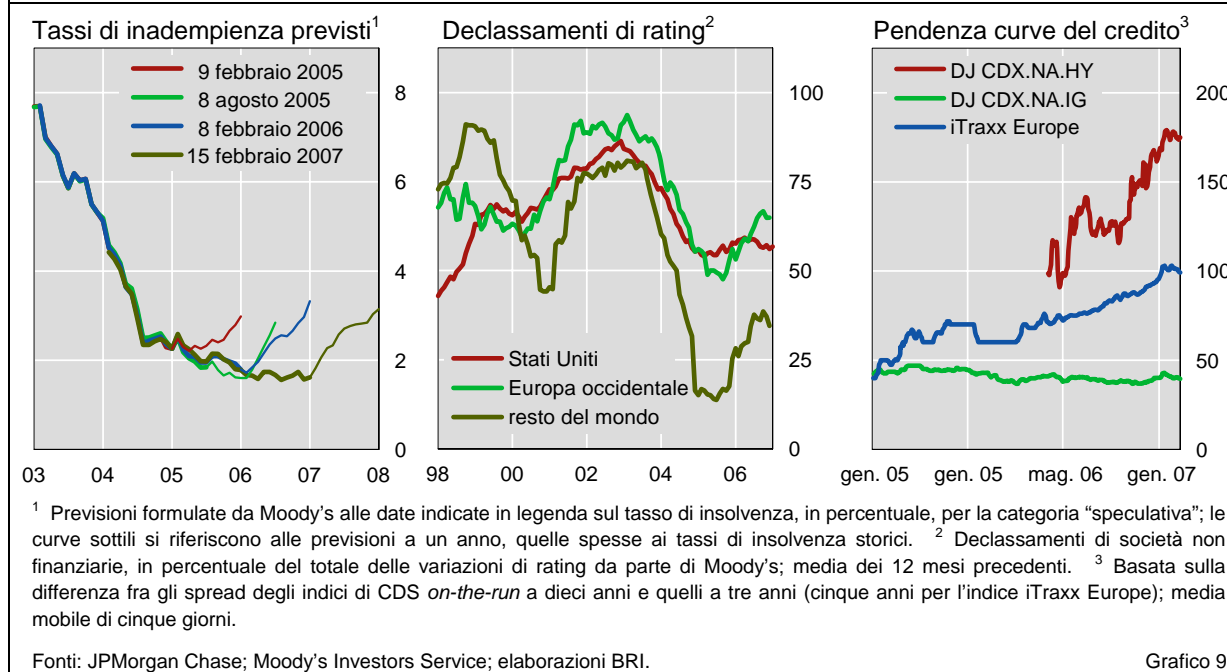 Tassi di inadempienza previsti¹
9 febbraio 2005
8 agosto 2005
8 febbraio 2006
15 febbraio 2007
8
6
4
2
0
03 04 05 06 07 08
Declassamenti di rating²
Stati Uniti
Europa occidentale
resto del mondo
100
75
50
25
0
98 00 02 04 06
Pendenza curve del credito³
DJ CDX.NA.HY
DJ CDX.NA.IG
iTraxx Europe
200
150
100
50
0
gen. 05 gen. 05 mag. 06 gen. 07
¹ Previsioni formulate da Moody's alle date indicate in legenda sul tasso di insolvenza, in percentuale, per la categoria “speculativa”; le
curve sottili si riferiscono alle previsioni a un anno, quelle spesse ai tassi di insolvenza storici. ² Declassamenti di società non
finanziarie, in percentuale del totale delle variazioni di rating da parte di Moody's; media dei 12 mesi precedenti. ³ Basata sulla
differenza fra gli spread degli indici di CDS on-the-run a dieci anni e quelli a tre anni (cinque anni per l'indice iTraxx Europe); media
mobile di cinque giorni.
Fonti: JPMorgan Chase; Moody's Investors Service; elaborazioni BRI. Grafico 9